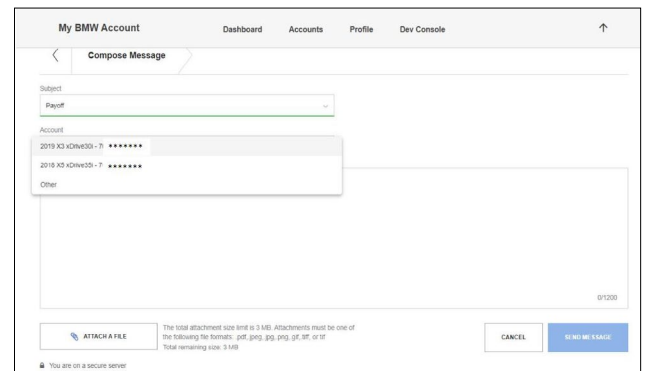 My BMW Account Dashboard Accounts Profile Dev Console
Compose Message
Subject
Payoff
Account
2019 X3 xDrive30i - 7 *******
2018 X5 xDrive35i - 7 *******
Other
0/1200
ATTACH A FILE
The total attachment size limit is 3 MB. Attachments must be one of
the following file formats: .pdf,.jpeg,.jpg,.png,.gif,.tiff, or tif
Total remaining size: 3 MB
CANCEL SEND MESSAGE
You are on a secure server